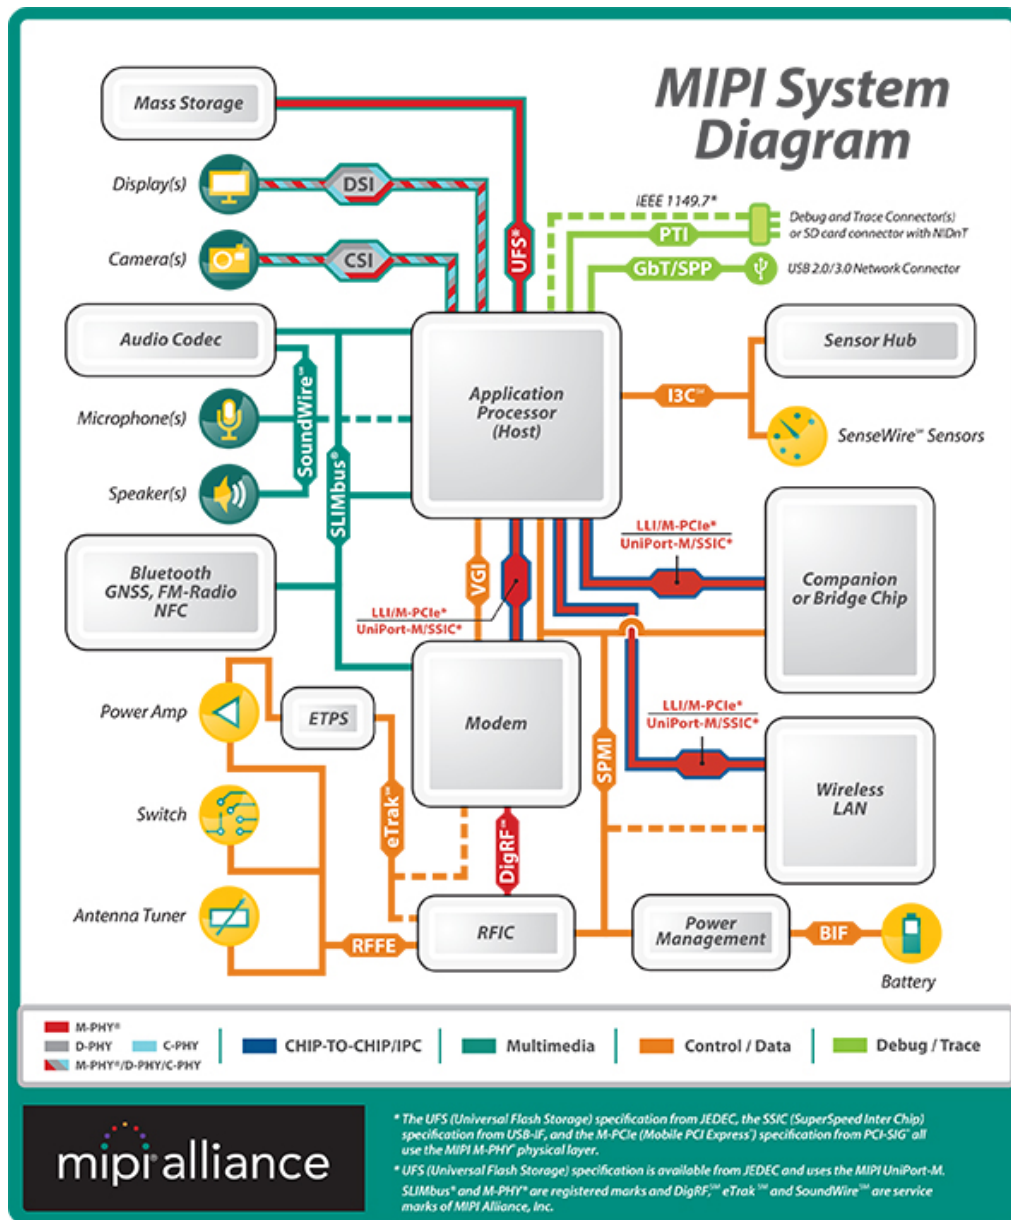 MIPI System
Diagram
Mass Storage
Display(s)
DSI
Camera(s)
CSI
UFS*
IEEE 1149.7*
PTI
Debug and Trace Connector(s)
or SD card connector with NIDnT
GbT/SPP
USB 2.0/3.0 Network Connector
Audio Codec
Microphone(s)
Speaker(s)
SoundWire℠
SLIMbus®
Application
Processor
(Host)
I3C℠
Sensor Hub
SenseWire℠ Sensors
Bluetooth
GNSS, FM-Radio
NFC
VGI
LLI/M-PCIe*
UniPort-M/SSIC*
LLI/M-PCIe*
UniPort-M/SSIC*
Companion
or Bridge Chip
Power Amp
ETPS
Modem
SPMI
LLI/M-PCIe*
UniPort-M/SSIC*
Wireless
LAN
Switch
eTrak℠
DigRF℠
Antenna Tuner
RFFE
RFIC
Power
Management
BIF
Battery
M-PHY®
D-PHY
C-PHY
M-PHY®/D-PHY/C-PHY
CHIP-TO-CHIP/IPC
Multimedia
Control / Data
Debug / Trace
mipi® alliance
* The UFS (Universal Flash Storage) specification from JEDEC, the SSIC (SuperSpeed Inter Chip)
specification from USB-IF, and the M-PCIe (Mobile PCI Express®) specification from PCI-SIG® all
use the MIPI M-PHY® physical layer.
* UFS (Universal Flash Storage) specification is available from JEDEC and uses the MIPI UniPort-M.
SLIMbus® and M-PHY® are registered marks and DigRF,℠ eTrak ℠ and SoundWire ℠ are service
marks of MIPI Alliance, Inc.